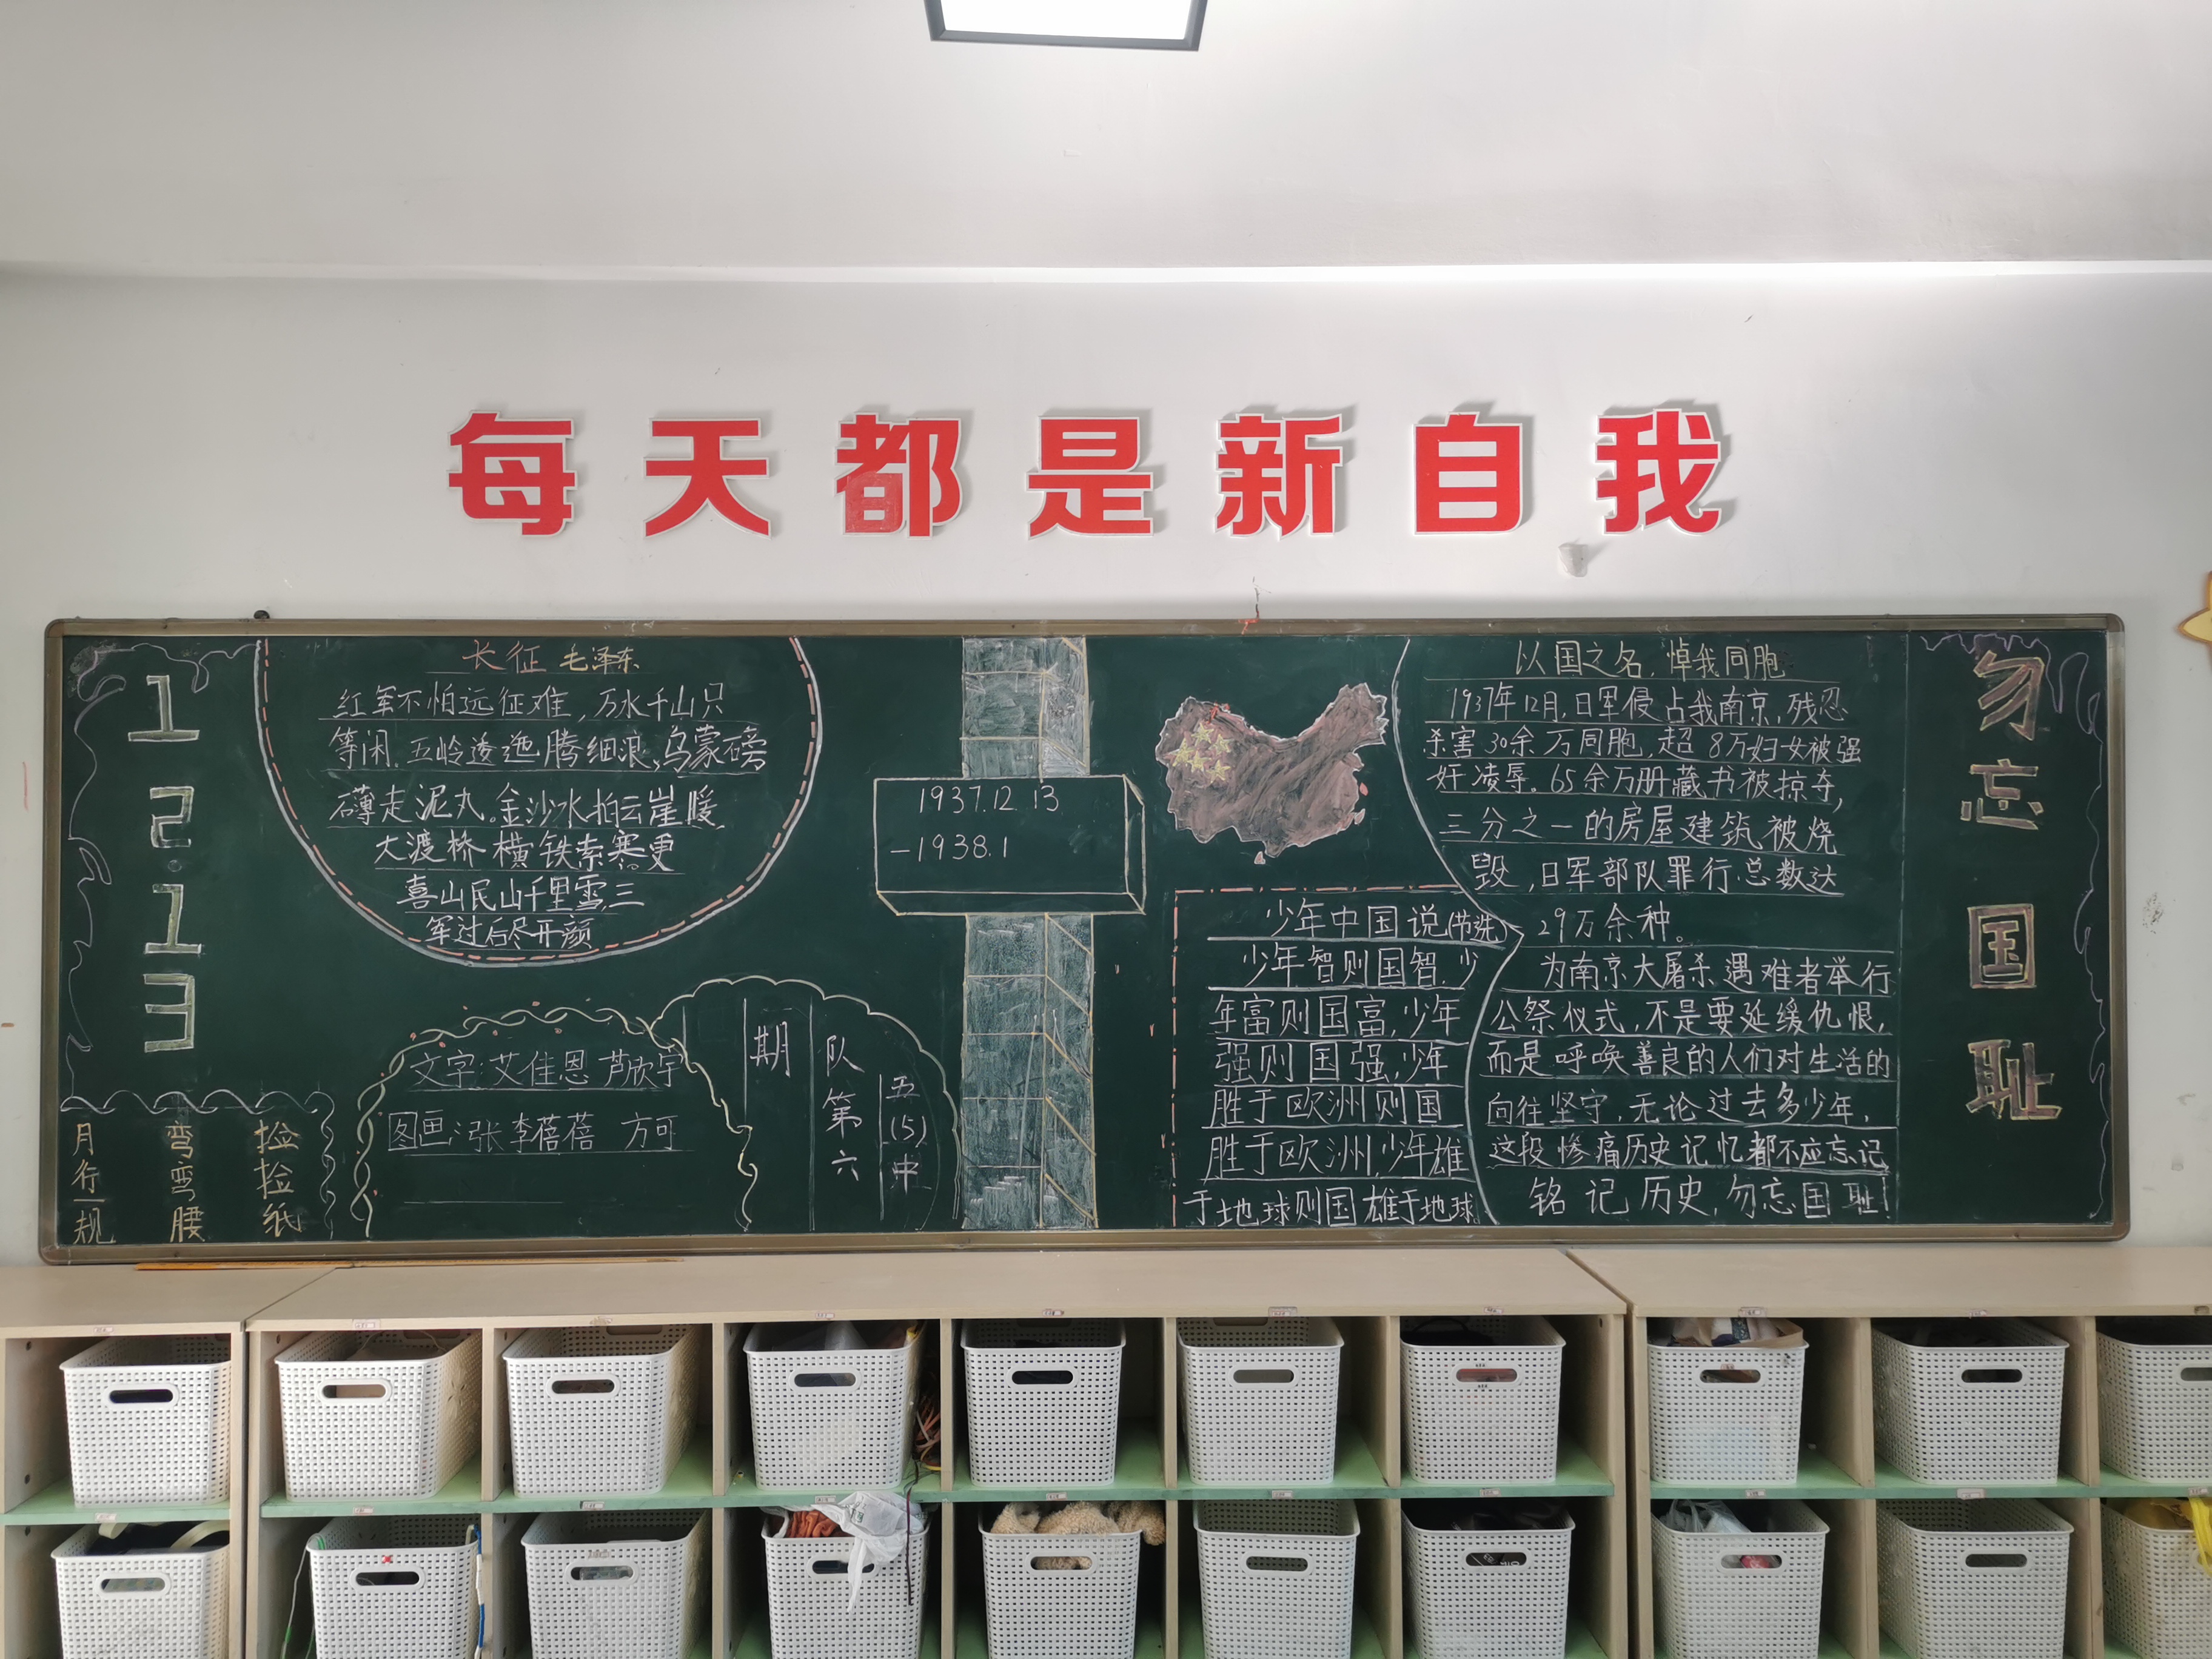 每天都是新自我
12.13
长征 毛泽东
红军不怕远征难,万水千山只
等闲.五岭逶迤腾细浪,乌蒙磅
礴走泥丸。金沙水拍云崖暖,
大渡桥横铁索寒。更
喜山民山千里雪,三
军过后尽开颜
月行一规
弯弯腰
捡捡纸
文字:艾佳恩 芦欣宇
图画:张李蓓蓓 方可
五(5)中
队第六
期
1937.12.13
-1938.1
少年中国说(节选)
少年智则国智.少
年富则国富,少年
强则国强,少年
胜于欧洲则国
胜于欧洲,少年雄
于地球则国雄于地球
以国之名,悼我同胞
1937年12月,日军侵占我南京,残忍
杀害30余万同胞,超8万妇女被强
奸凌辱。65余万册藏书被掠夺,
三分之一的房屋建筑被烧
毁,日军部队罪行总数达
29万余种。
为南京大屠杀遇难者举行
公祭仪式,不是要延缓仇恨,
而是呼唤善良的人们对生活的
向往坚守,无论过去多少年,
这段惨痛历史记忆都不应忘记
铭记历史,勿忘国耻!
勿忘国耻